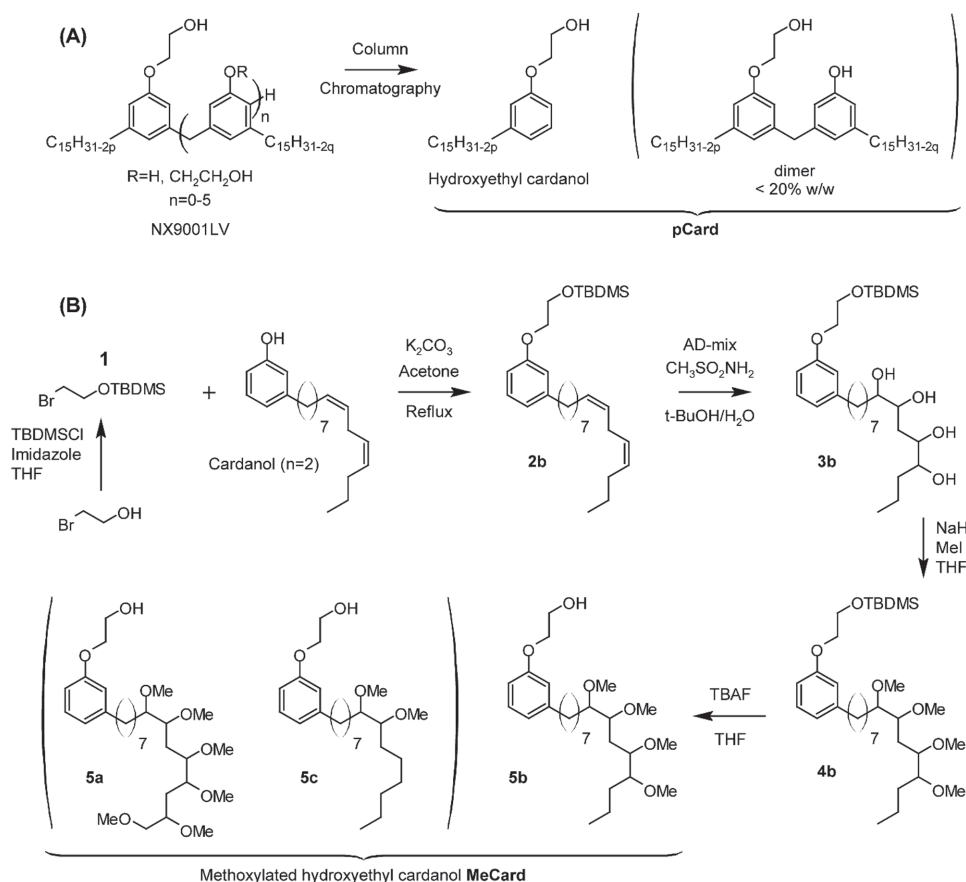 (A)
OH
O
OR
H
n
C15H31-2p
C15H31-2q
R=H, CH2CH2OH
n=0-5
NX9001LV
Column
Chromatography
OH
O
C15H31-2p
Hydroxyethyl cardanol
OH
O
OH
C15H31-2p
C15H31-2q
dimer
< 20% w/w
pCard
(B)
1
Br OTBDMS
TBDMSCl
Imidazole
THF
Br OH
+
OH
7
Cardanol (n=2)
K2CO3
Acetone
Reflux
OTBDMS
O
7
2b
AD-mix
CH3SO2NH2
t-BuOH/H2O
OTBDMS
O
OH
7 OH
OH
OH
3b
NaH
MeI
THF
OTBDMS
O
OMe
OMe
7
OMe
OMe
4b
TBAF
THF
OH
O
OMe
OMe
7
OMe
OMe
5b
OH
O
OMe
OMe
7
5c
OH
O
OMe
OMe
7
OMe
OMe
MeO OMe
5a
Methoxylated hydroxyethyl cardanol MeCard